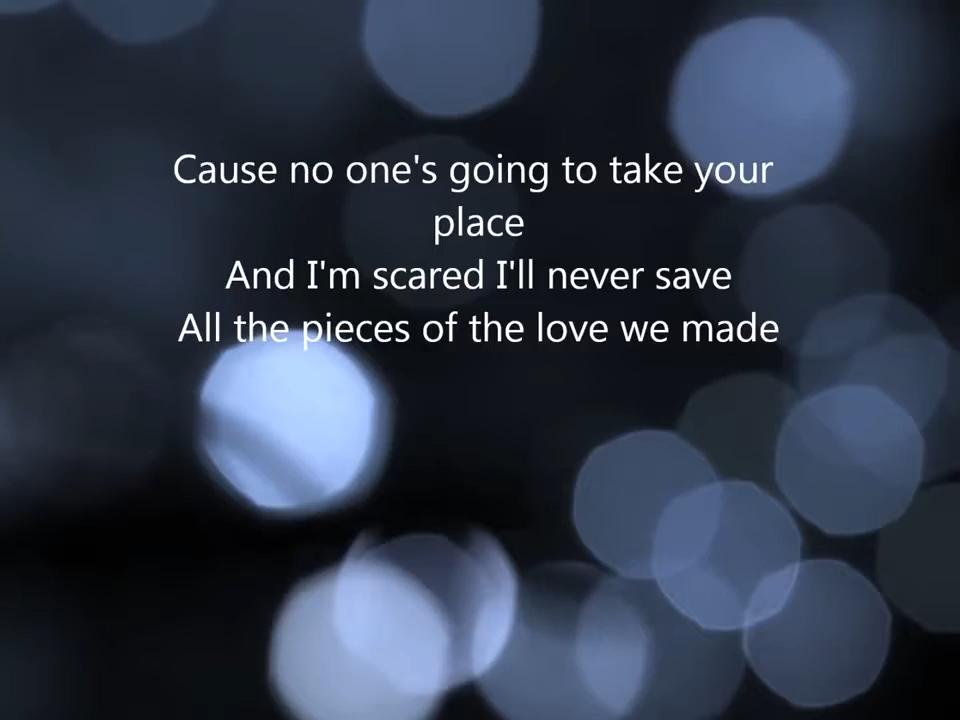 Cause no one's going to take your
place
And I'm scared I'll never save
All the pieces of the love we made